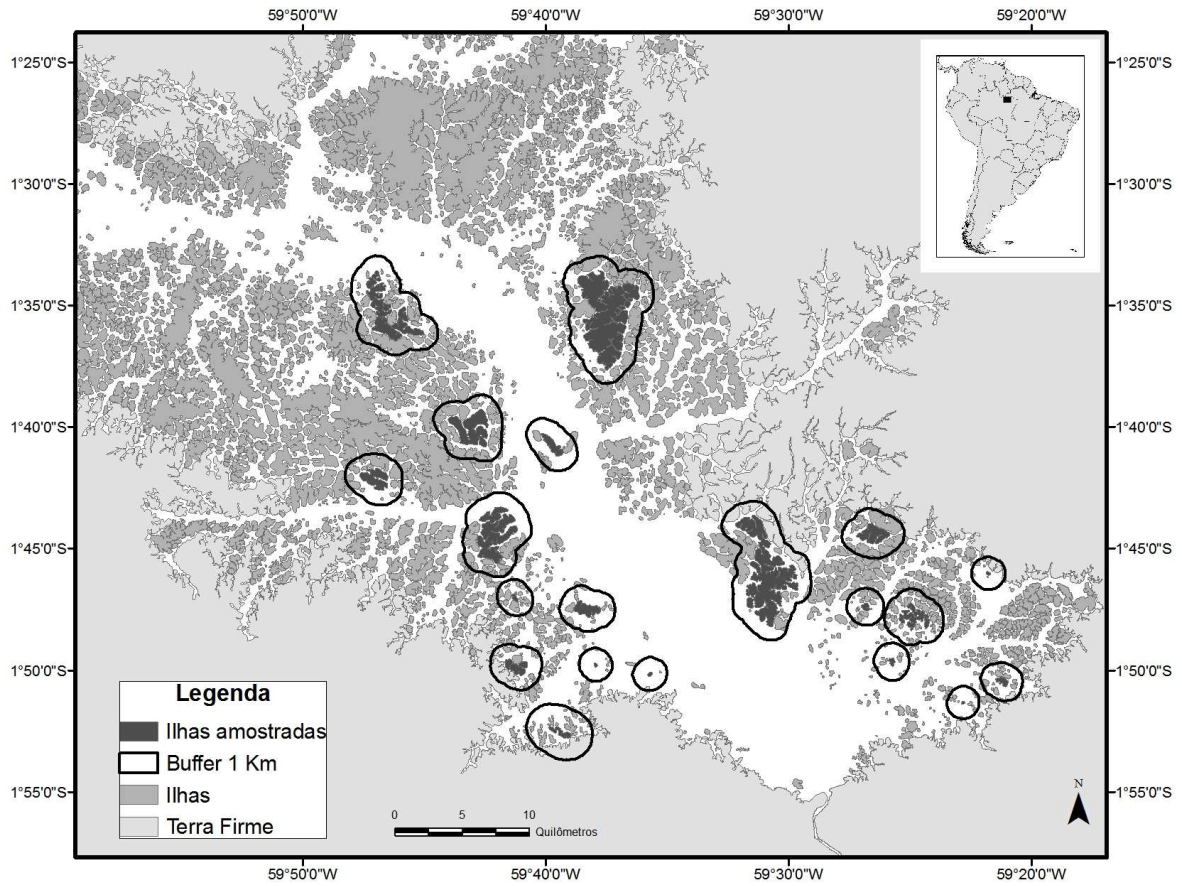 59°50'0"W 59°40'0"W 59°30'0"W 59°20'0"W
1°25'0"S 1°25'0"S
1°30'0"S 1°30'0"S
1°35'0"S 1°35'0"S
1°40'0"S 1°40'0"S
1°45'0"S 1°45'0"S
1°50'0"S 1°50'0"S
1°55'0"S 1°55'0"S
Legenda
Ilhas amostradas
Buffer 1 Km
Ilhas
Terra Firme
0 5 10
Quilômetros
N
59°50'0"W 59°40'0"W 59°30'0"W 59°20'0"W